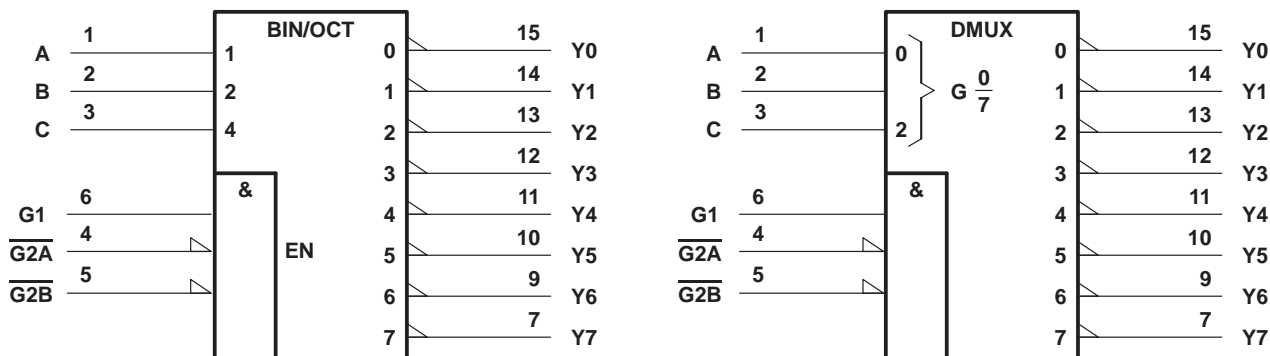 BIN/OCT
A 1 1 0 15 Y0
B 2 2 1 14 Y1
C 3 4 2 13 Y2
3 12 Y3
&
G1 6 4 11 Y4
G2A 4 EN 5 10 Y5
G2B 5 6 9 Y6
7 7 Y7
DMUX
A 1 0 0 15 Y0
B 2 G 0/7 1 14 Y1
C 3 2 2 13 Y2
3 12 Y3
&
G1 6 4 11 Y4
G2A 4 5 10 Y5
G2B 5 6 9 Y6
7 7 Y7